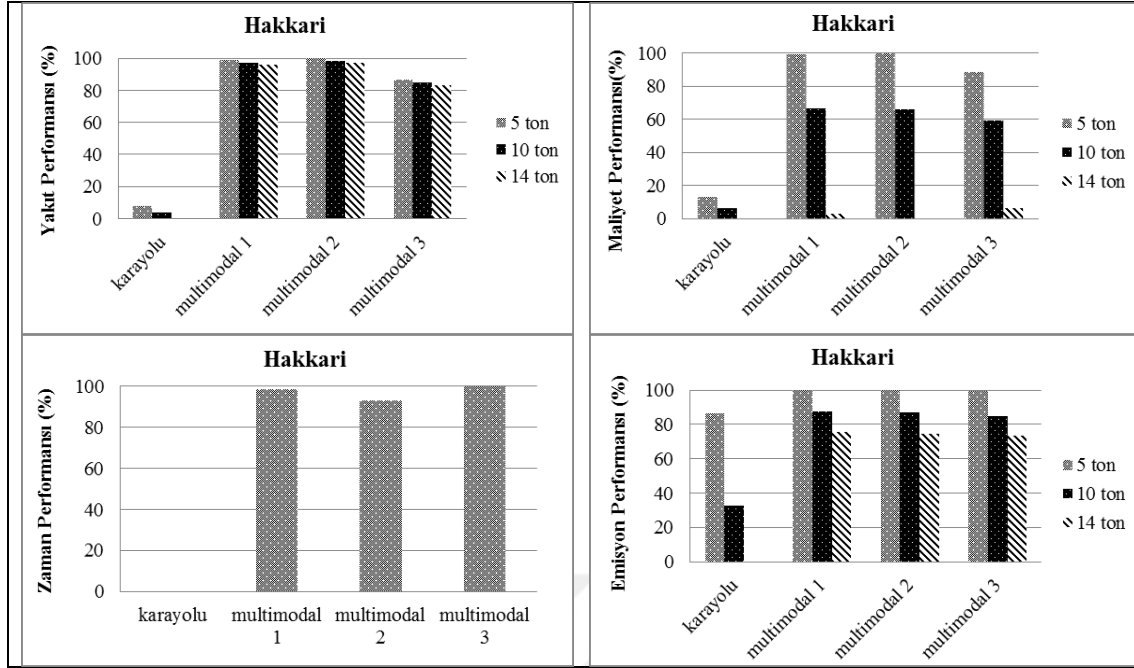 Hakkari
Yakıt Performansı (%)
100
80
60
40
20
0
karayolu
multimodal 1
multimodal 2
multimodal 3
5 ton
10 ton
14 ton
Hakkari
Maliyet Performansı(%)
100
80
60
40
20
0
karayolu
multimodal 1
multimodal 2
multimodal 3
5 ton
10 ton
14 ton
Hakkari
Zaman Performansı (%)
100
80
60
40
20
0
karayolu
multimodal
1
multimodal
2
multimodal
3
Hakkari
Emisyon Performansı (%)
100
80
60
40
20
0
karayolu
multimodal 1
multimodal 2
multimodal 3
5 ton
10 ton
14 ton